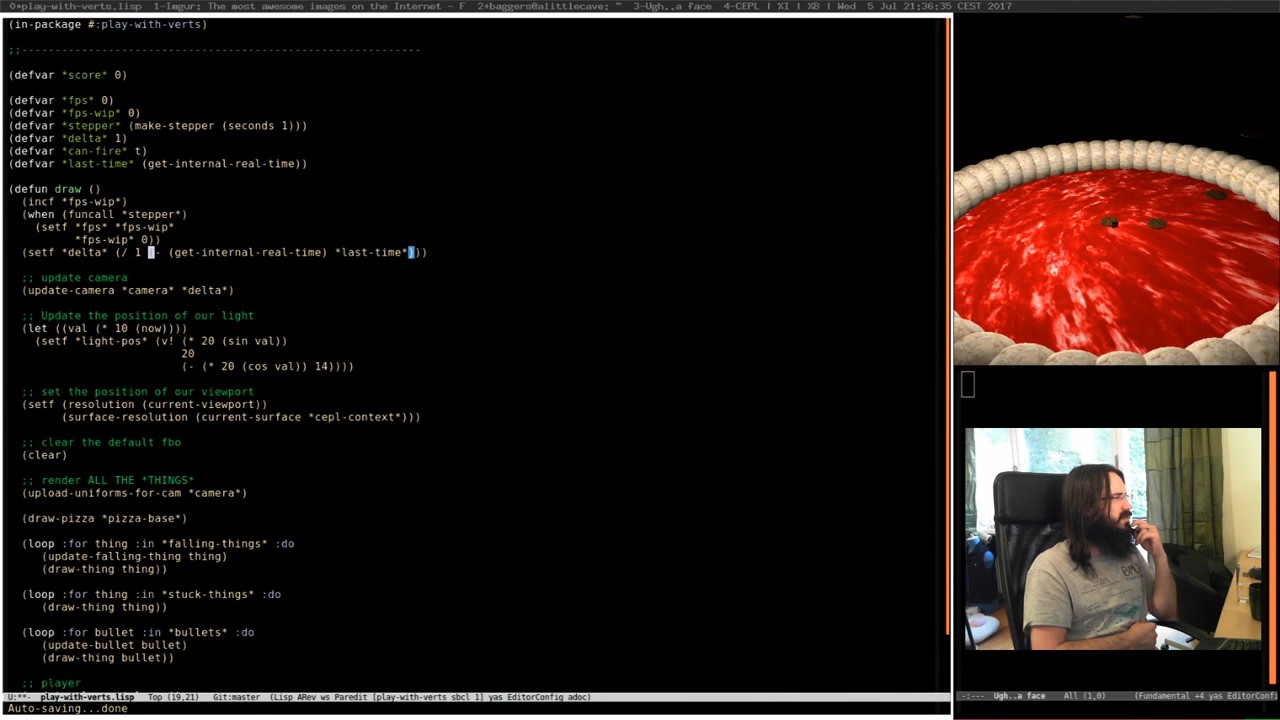 0*play-with-verts.lisp  1-Imgur: The most awesome images on the Internet - F  2+baggers@alittlecave: ~  3-Ugh..a face  4-CEPL | %I | %B | Wed  5 Jul 21:36:35 CEST 2017
(in-package #:play-with-verts)
;;------------------------------------------------------------
(defvar *score* 0)
(defvar *fps* 0)
(defvar *fps-wip* 0)
(defvar *stepper* (make-stepper (seconds 1)))
(defvar *delta* 1)
(defvar *can-fire* t)
(defvar *last-time* (get-internal-real-time))
(defun draw ()
  (incf *fps-wip*)
  (when (funcall *stepper*)
    (setf *fps* *fps-wip*
          *fps-wip* 0))
  (setf *delta* (/ 1 (- (get-internal-real-time) *last-time*)))
  ;; update camera
  (update-camera *camera* *delta*)
  ;; Update the position of our light
  (let ((val (* 10 (now))))
    (setf *light-pos* (v! (* 20 (sin val))
                          20
                          (- (* 20 (cos val)) 14))))
  ;; set the position of our viewport
  (setf (resolution (current-viewport))
        (surface-resolution (current-surface *cepl-context*)))
  ;; clear the default fbo
  (clear)
  ;; render ALL THE *THINGS*
  (upload-uniforms-for-cam *camera*)
  (draw-pizza *pizza-base*)
  (loop :for thing :in *falling-things* :do
     (update-falling-thing thing)
     (draw-thing thing))
  (loop :for thing :in *stuck-things* :do
     (draw-thing thing))
  (loop :for bullet :in *bullets* :do
     (update-bullet bullet)
     (draw-thing bullet))
  ;; player
U:**-  play-with-verts.lisp   Top (19,21)   Git:master  (Lisp ARev ws Paredit [play-with-verts sbcl 1] yas EditorConfig adoc)
Auto-saving...done
-:---  Ugh..a face    All (1,0)    (Fundamental +4 yas EditorConfi